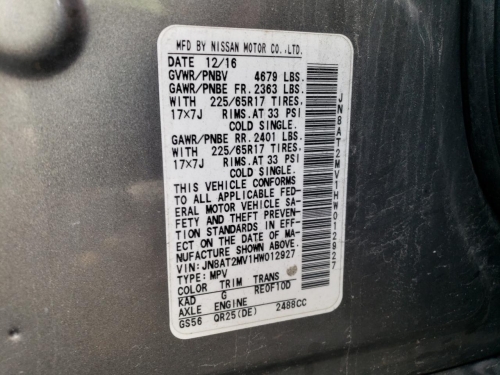 MFD BY NISSAN MOTOR CO.,LTD.
DATE 12/16
GVWR/PNBV 4679 LBS.
GAWR/PNBE FR. 2363 LBS.
WITH 225/65R17 TIRES.
17×7J RIMS.AT 33 PSI
COLD SINGLE.
GAWR/PNBE RR. 2401 LBS.
WITH 225/65R17 TIRES.
17×7J RIMS.AT 33 PSI
COLD SINGLE.
THIS VEHICLE CONFORMS
TO ALL APPLICABLE FED-
ERAL MOTOR VEHICLE SA-
FETY AND THEFT PREVEN-
TION STANDARDS IN EFF-
ECT ON THE DATE OF MA-
NUFACTURE SHOWN ABOVE.
VIN: JN8AT2MV1HW012927
TYPE: MPV
COLOR TRIM TRANS
KAD G RE0F10D
AXLE ENGINE
GS56 QR25(DE) 2488CC
JN8AT2MV1HW012927